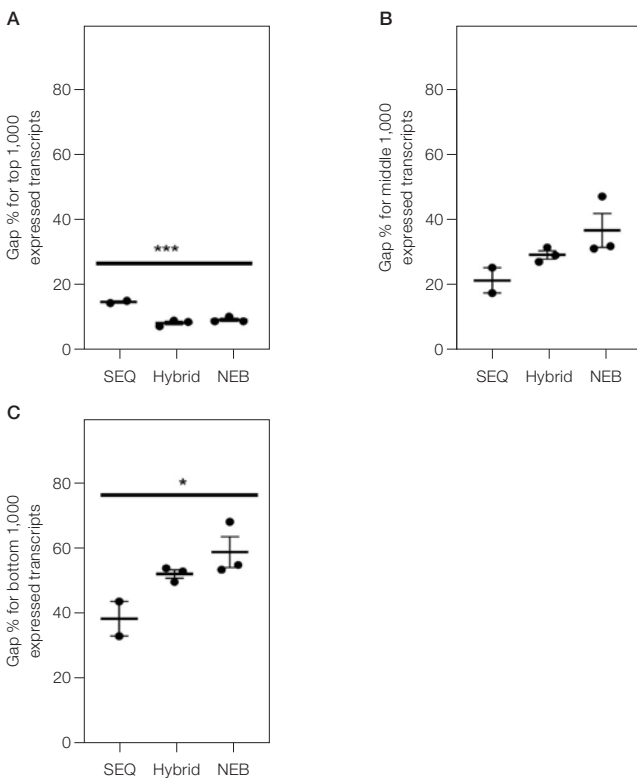 A
Gap % for top 1,000
expressed transcripts
80
60
40
20
0
***
SEQ Hybrid NEB
B
Gap % for middle 1,000
expressed transcripts
80
60
40
20
0
SEQ Hybrid NEB
C
Gap % for bottom 1,000
expressed transcripts
80
60
40
20
0
*
SEQ Hybrid NEB